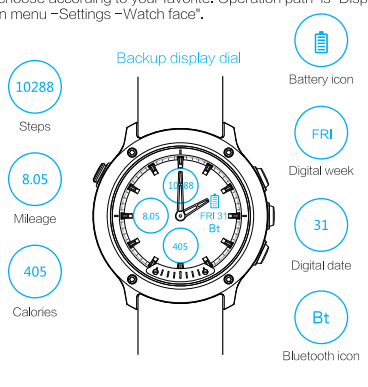 choose according to your favorite. Operation path is "Disp
n menu -Settings -Watch face".
Backup display dial
10288
Steps
8.05
Mileage
405
Calories
10288
8.05
FRI 31
Bt
405
Battery icon
FRI
Digital week
31
Digital date
Bt
Bluetooth icon